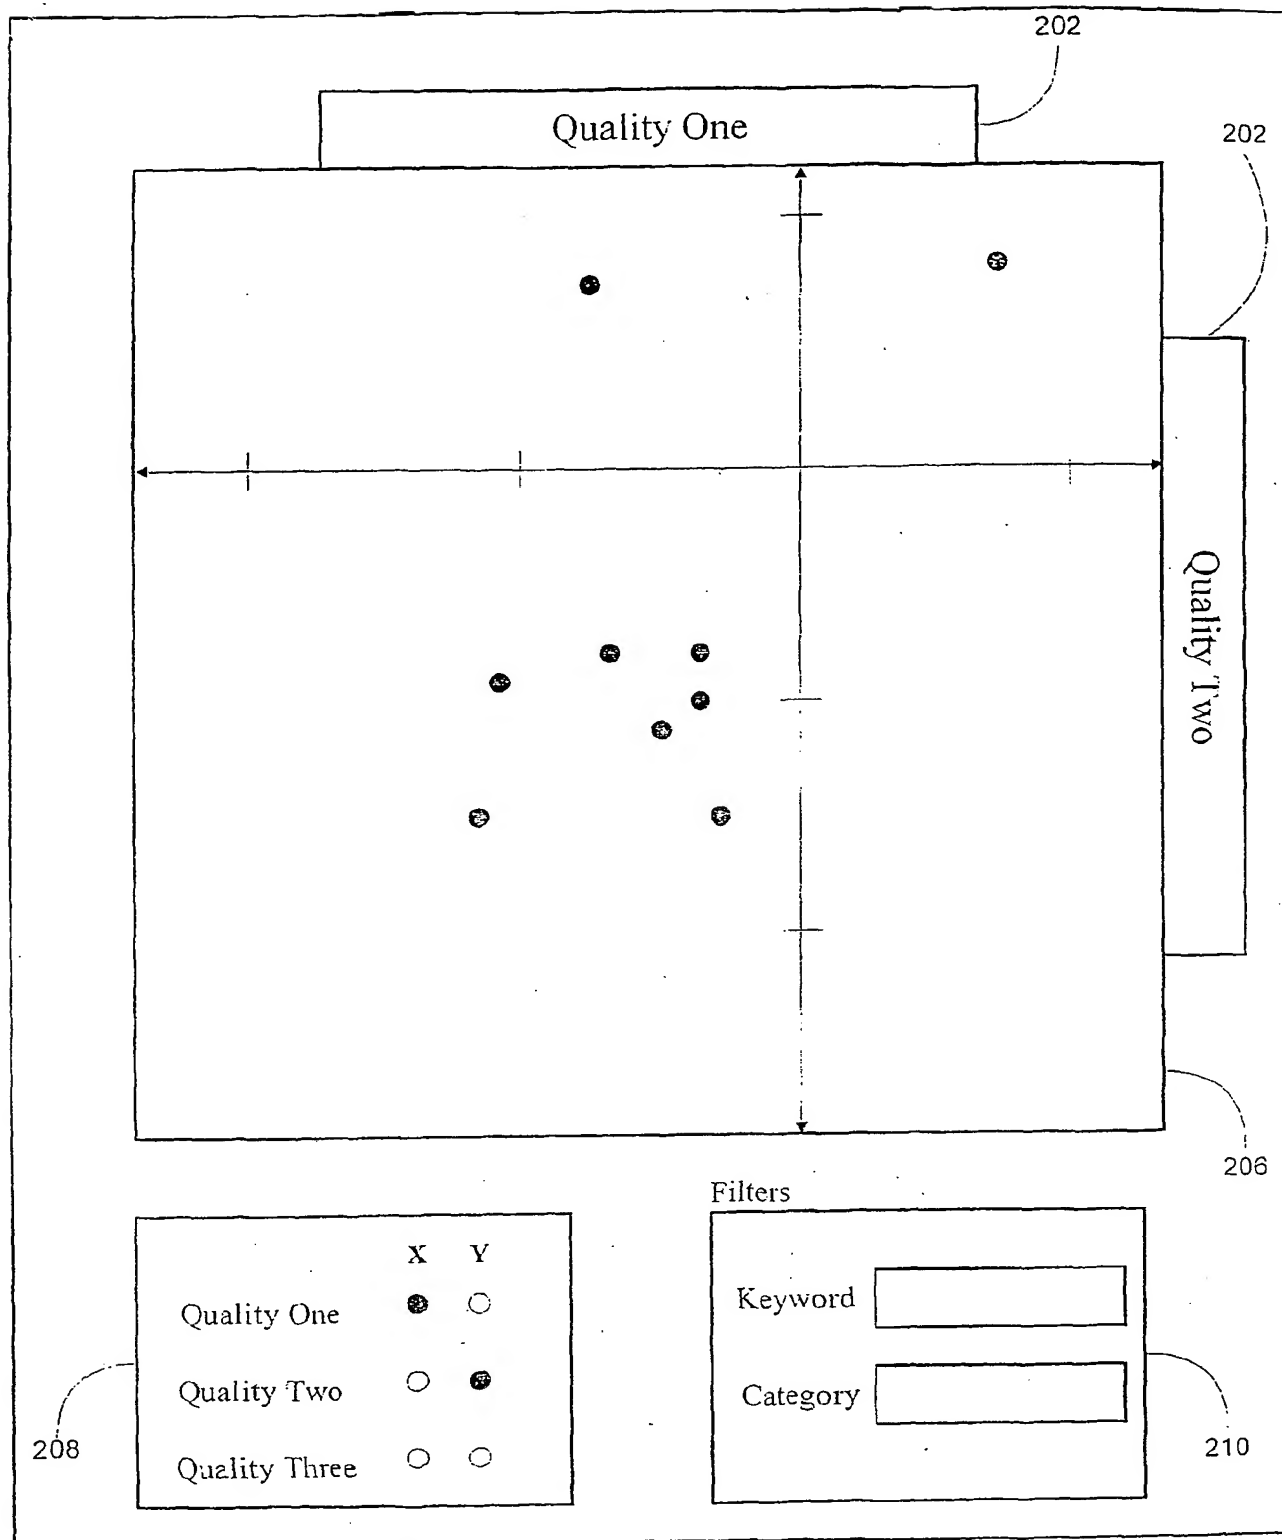 202
Quality One
202
Quality Two
206
Filters
X Y
Quality One
Quality Two
Quality Three
208
Keyword
Category
210